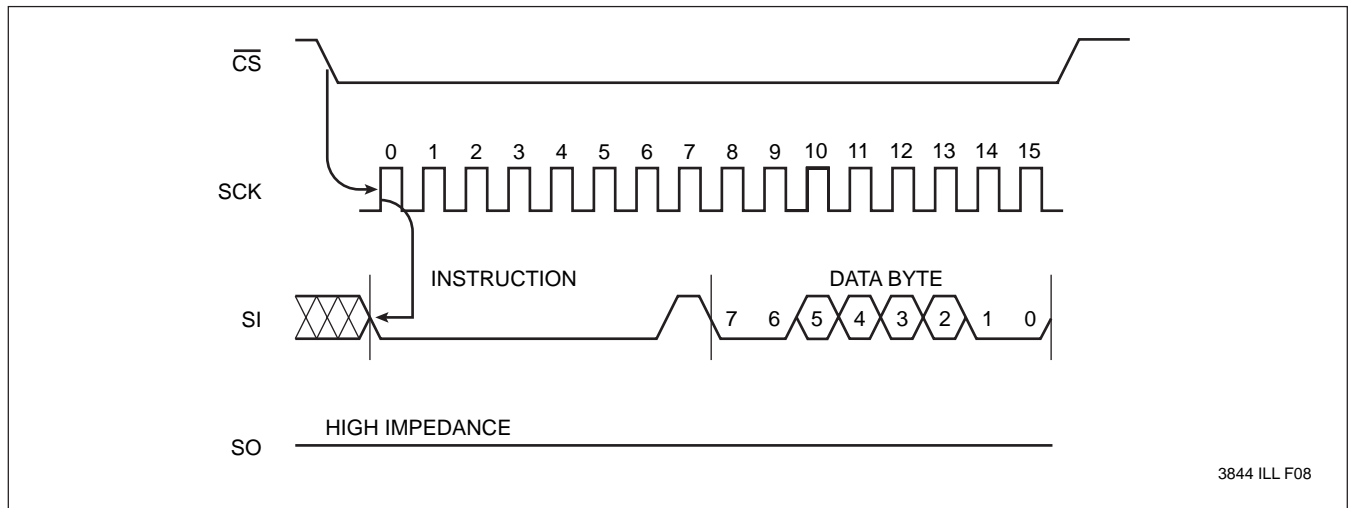 CS
0 1 2 3 4 5 6 7 8 9 10 11 12 13 14 15
SCK
INSTRUCTION DATA BYTE
SI 7 6 5 4 3 2 1 0
HIGH IMPEDANCE
SO
3844 ILL F08